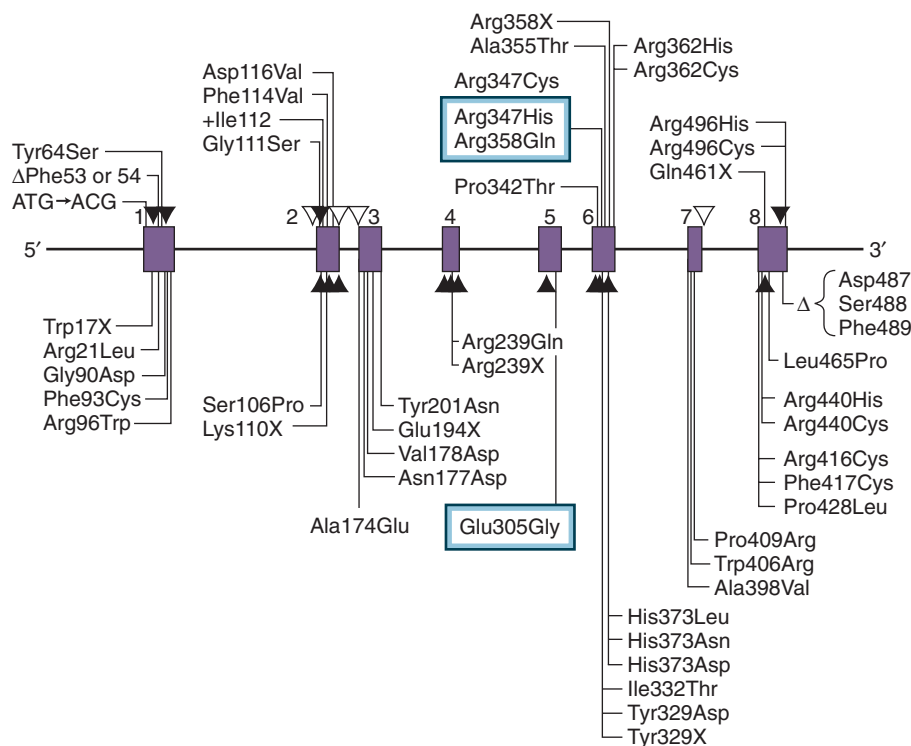 Arg358X
Ala355Thr
Arg362His
Arg362Cys
Asp116Val
Phe114Val
+Ile112
Gly111Ser
Arg347Cys
Arg347His
Arg358Gln
Pro342Thr
Arg496His
Arg496Cys
Gln461X
Tyr64Ser
ΔPhe53 or 54
ATG→ACG
1 2 3 4 5 6 7 8
5′ 3′
Trp17X
Arg21Leu
Gly90Asp
Phe93Cys
Arg96Trp
Ser106Pro
Lys110X
Tyr201Asn
Glu194X
Val178Asp
Asn177Asp
Ala174Glu
Arg239Gln
Arg239X
Glu305Gly
Δ { Asp487
Ser488
Phe489
Leu465Pro
Arg440His
Arg440Cys
Arg416Cys
Phe417Cys
Pro428Leu
Pro409Arg
Trp406Arg
Ala398Val
His373Leu
His373Asn
His373Asp
Ile332Thr
Tyr329Asp
Tyr329X